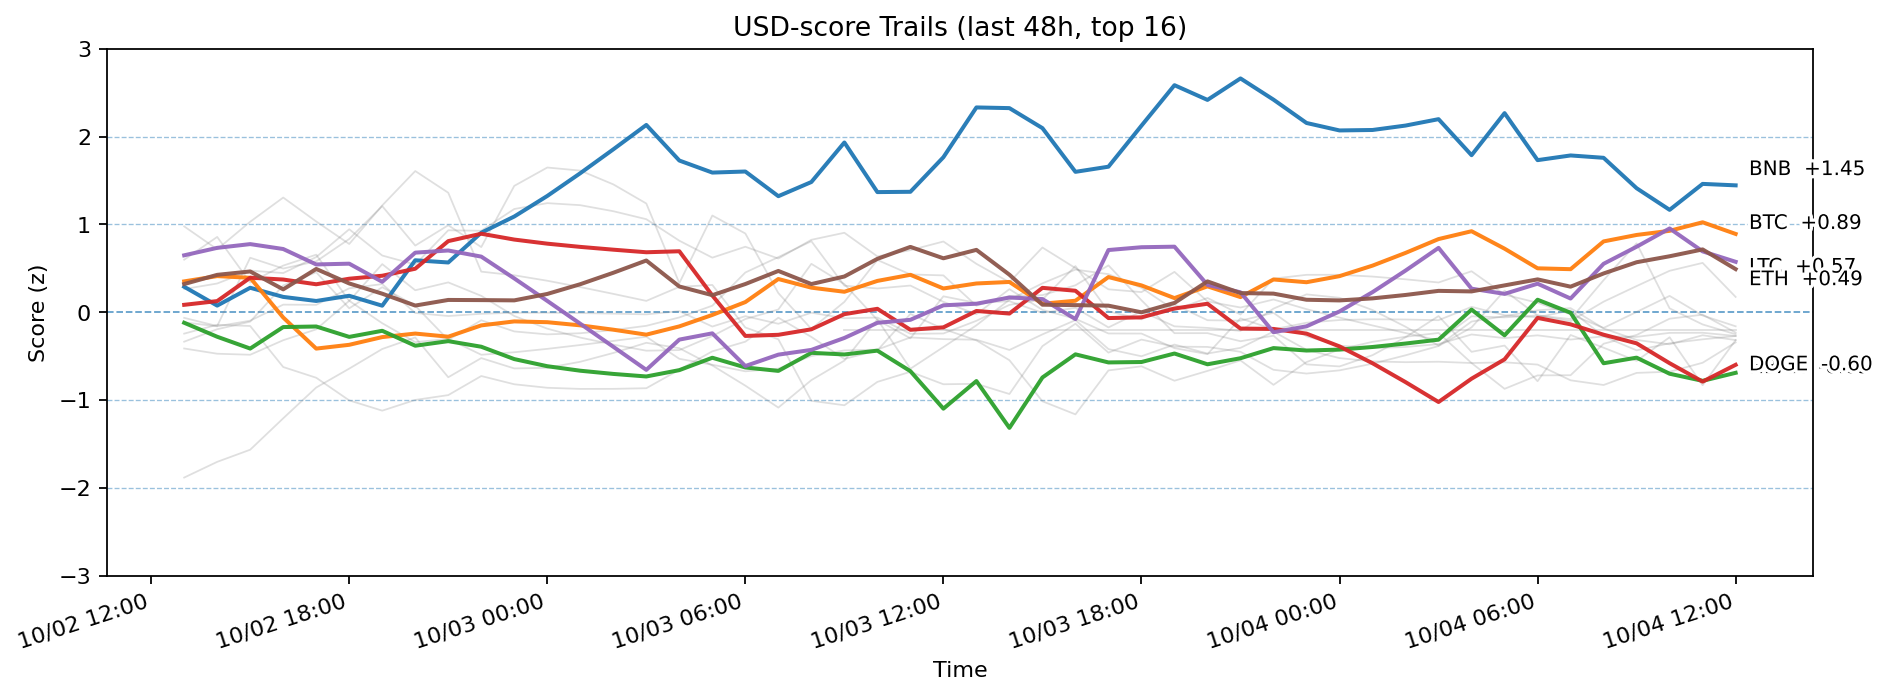 USD-score Trails (last 48h, top 16)
Score (z)
3
2
1
0
−1
−2
−3
BNB +1.45
BTC +0.89
LTC +0.57
ETH +0.49
DOGE -0.60
10/02 12:00
10/02 18:00
10/03 00:00
10/03 06:00
10/03 12:00
10/03 18:00
10/04 00:00
10/04 06:00
10/04 12:00
Time